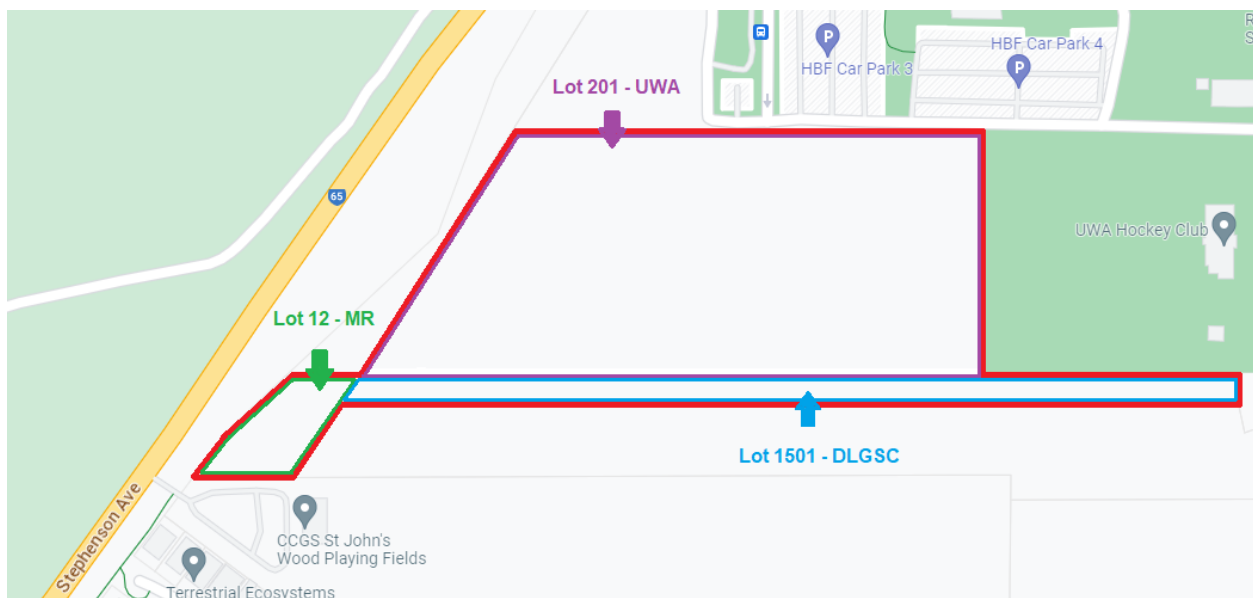 R
S
HBF Car Park 4
HBF Car Park 3
P
P
Lot 201 - UWA
65
UWA Hockey Club
Lot 12 - MR
Lot 1501 - DLGSC
Stephenson Ave
CCGS St John's
Wood Playing Fields
Terrestrial Ecosystems